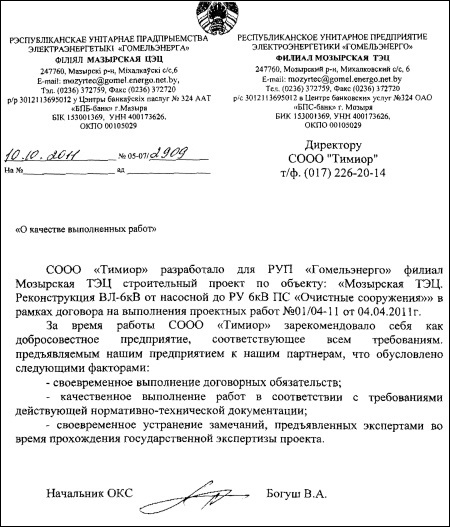 РЭСПУБЛІКАНСКАЕ УНІТАРНАЕ ПРАДПРЫЕМСТВА
ЭЛЕКТРАЭНЕРГЕТЫКІ «ГОМЕЛЬЭНЕРГА»
ФІЛІЯЛ МАЗЫРСКАЯ ЦЭЦ
247760, Мазырскі р-н, Міхалкаўскі с/с,6
E-mail: mozyrtec@gomel.energo.net.by,
Тэл. (0236) 372759, Факс (0236) 372720
р/р 3012113695012 у Цэнтры банкаўскіх паслуг № 324 ААТ
«БПБ-банк» г.Мазыра
БИК 153001369, УНН 400173626,
ОКПО 00105029
РЕСПУБЛИКАНСКОЕ УНИТАРНОЕ ПРЕДПРИЯТИЕ
ЭЛЕКТРОЭНЕРГЕТИКИ «ГОМЕЛЬЭНЕРГО»
ФИЛИАЛ МОЗЫРСКАЯ ТЭЦ
247760, Мозырский р-н, Михалковский с/с,6
E-mail: mozyrtec@gomel.energo.net.by,
Тел. (0236) 372759, Факс (0236) 372720
р/с 3012113695012 в Центре банковских услуг №324 ОАО
«БПС-банк» г. Мозыря
БИК 153001369, УНН 400173626,
ОКПО 00105029
10.10.2011 № 05-07/2909
На № ад
Директору
СООО "Тимиор"
т/ф. (017) 226-20-14
«О качестве выполненных работ»
СООО «Тимиор» разработало для РУП «Гомельэнерго» филиал
Мозырская ТЭЦ строительный проект по объекту: «Мозырская ТЭЦ.
Реконструкция ВЛ-6кВ от насосной до РУ 6кВ ПС «Очистные сооружения»» в
рамках договора на выполнения проектных работ №01/04-11 от 04.04.2011г.
За время работы СООО «Тимиор» зарекомендовало себя как
добросовестное предприятие, соответствующее всем требованиям.
предъявляемым нашим предприятием к нашим партнерам, что обусловлено
следующими факторами:
- своевременное выполнение договорных обязательств;
- качественное выполнение работ в соответствии с требованиями
действующей нормативно-технической документации;
- своевременное устранение замечаний, предъявленных экспертами во
время прохождения государственной экспертизы проекта.
Начальник ОКС Богуш В.А.